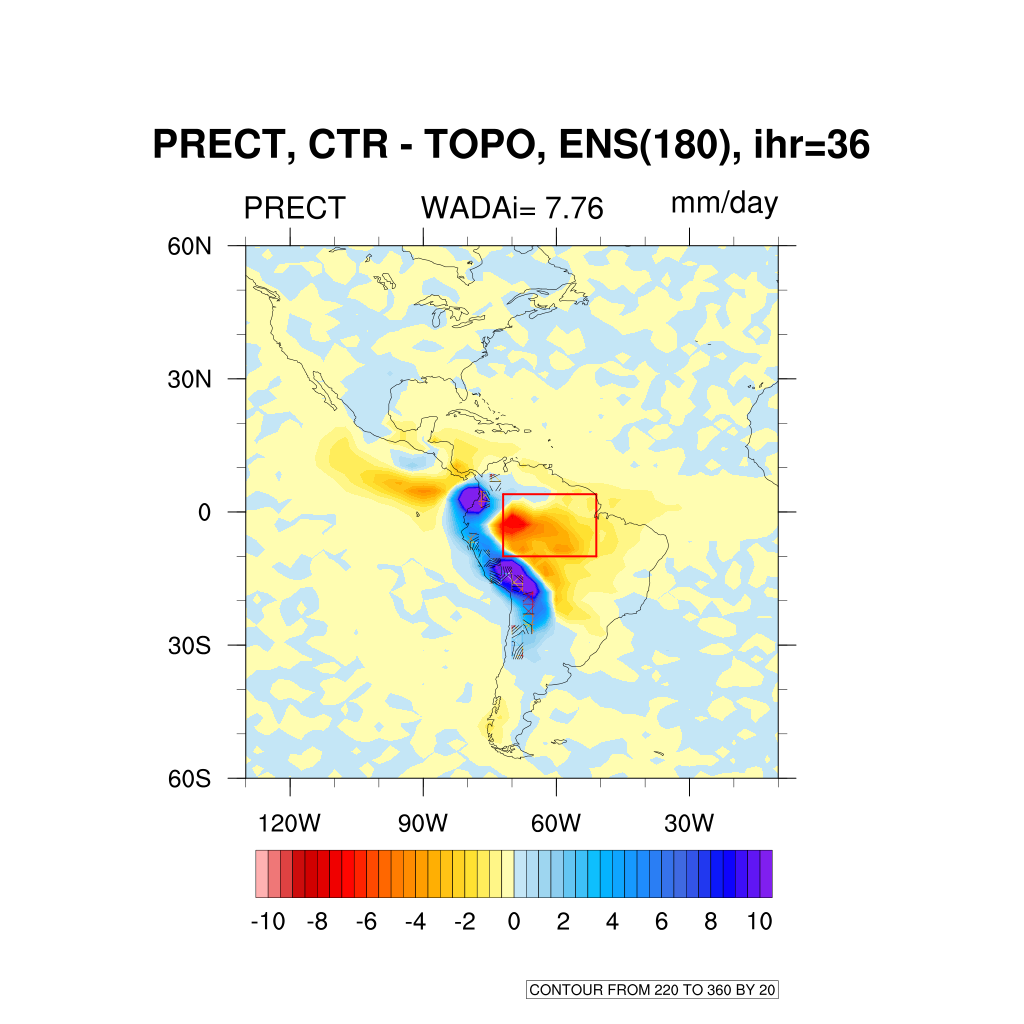 PRECT, CTR - TOPO, ENS(180), ihr=36
PRECT WADAi= 7.76 mm/day
60N
30N
0
30S
60S
120W 90W 60W 30W
-10 -8 -6 -4 -2 0 2 4 6 8 10
CONTOUR FROM 220 TO 360 BY 20